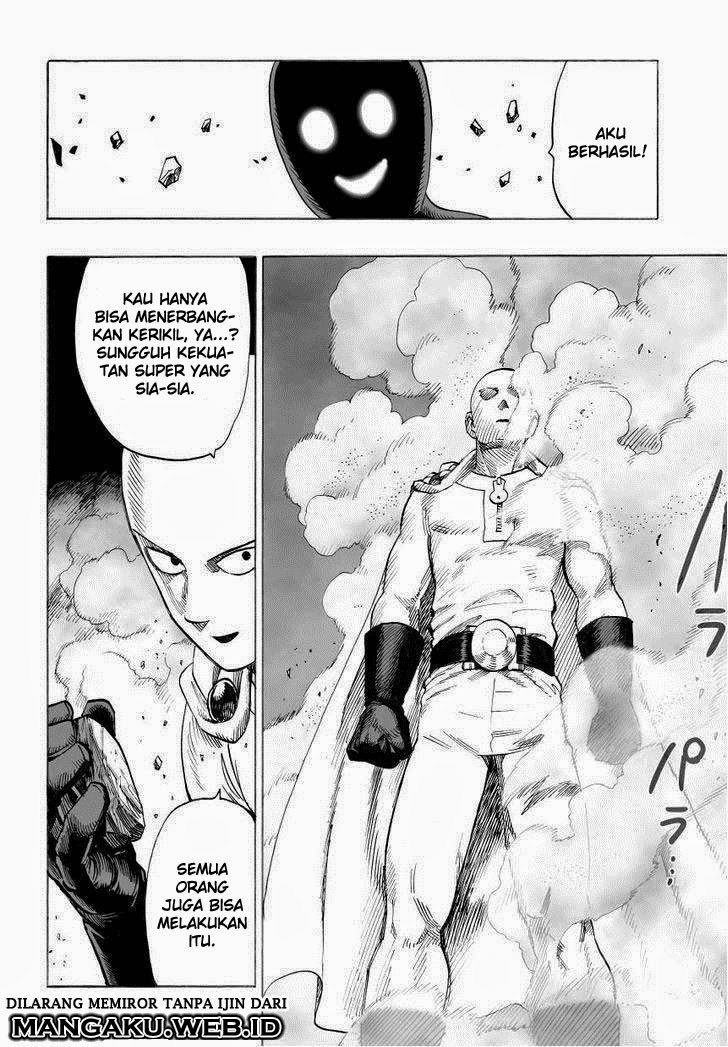 AKU
BERHASIL!
KAU HANYA
BISA MENERBANG-
KAN KERIKIL, YA...?
SUNGGUH KEKUA-
TAN SUPER YANG
SIA-SIA.
パラ
パラ…
SEMUA
ORANG
JUGA BISA
MELAKUKAN
ITU.
DILARANG MEMIROR TANPA IJIN DARI
MANGAKU.WEB.ID